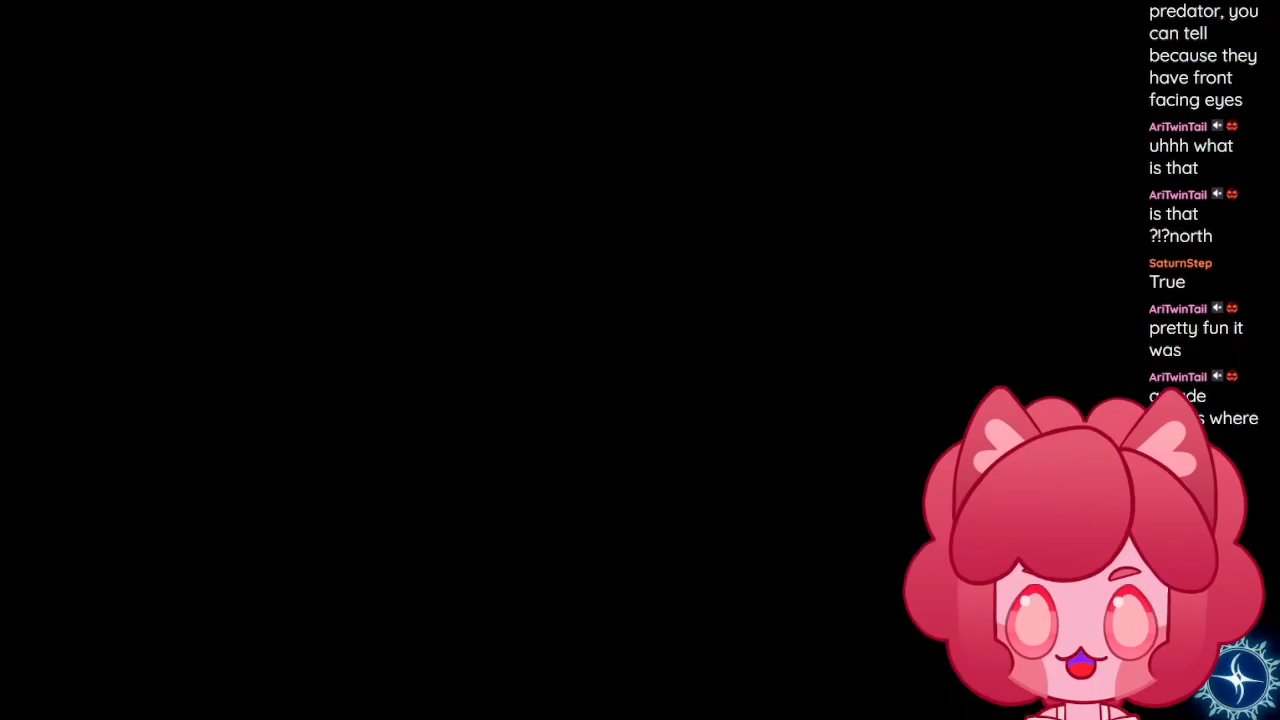 predator, you
can tell
because they
have front
facing eyes
AriTwinTail
uhhh what
is that
AriTwinTail
is that
?!?north
SaturnStep
True
AriTwinTail
pretty fun it
was
AriTwinTail
where